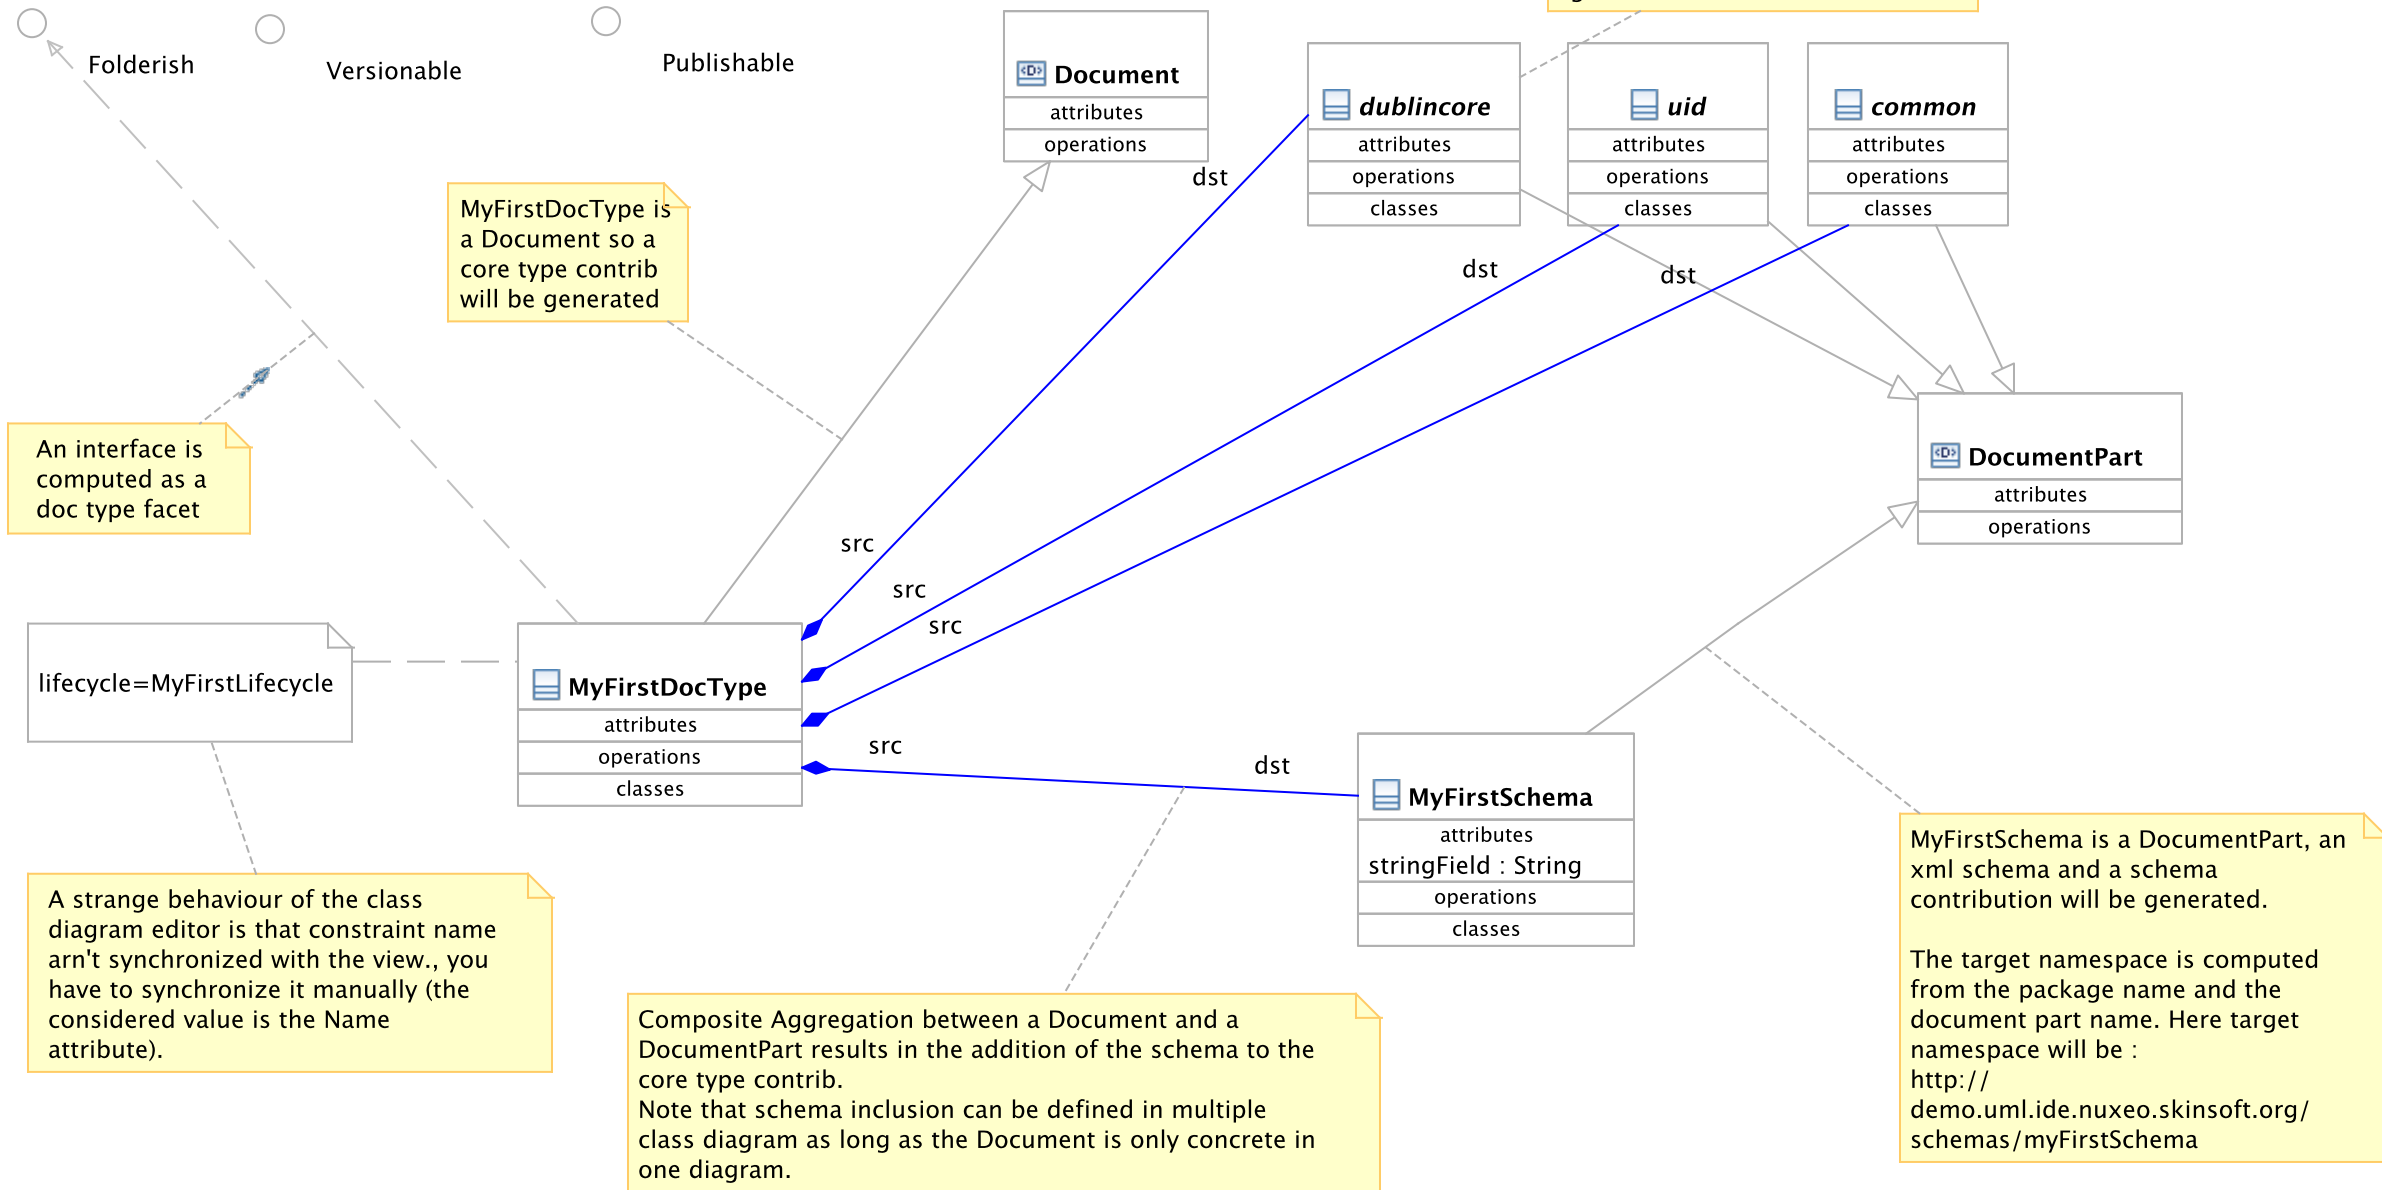 Folderish
Versionable
Publishable
<D> Document
attributes
operations
dublincore
attributes
operations
classes
uid
attributes
operations
classes
common
attributes
operations
classes
MyFirstDocType is
a Document so a
core type contrib
will be generated
dst
dst
dst
An interface is
computed as a
doc type facet
<D> DocumentPart
attributes
operations
src
src
src
src
dst
lifecycle=MyFirstLifecycle
MyFirstDocType
attributes
operations
classes
MyFirstSchema
attributes
stringField : String
operations
classes
A strange behaviour of the class
diagram editor is that constraint name
arn't synchronized with the view., you
have to synchronize it manually (the
considered value is the Name
attribute).
Composite Aggregation between a Document and a
DocumentPart results in the addition of the schema to the
core type contrib.
Note that schema inclusion can be defined in multiple
class diagram as long as the Document is only concrete in
one diagram.
MyFirstSchema is a DocumentPart, an
xml schema and a schema
contribution will be generated.
The target namespace is computed
from the package name and the
document part name. Here target
namespace will be :
http://
demo.uml.ide.nuxeo.skinsoft.org/
schemas/myFirstSchema